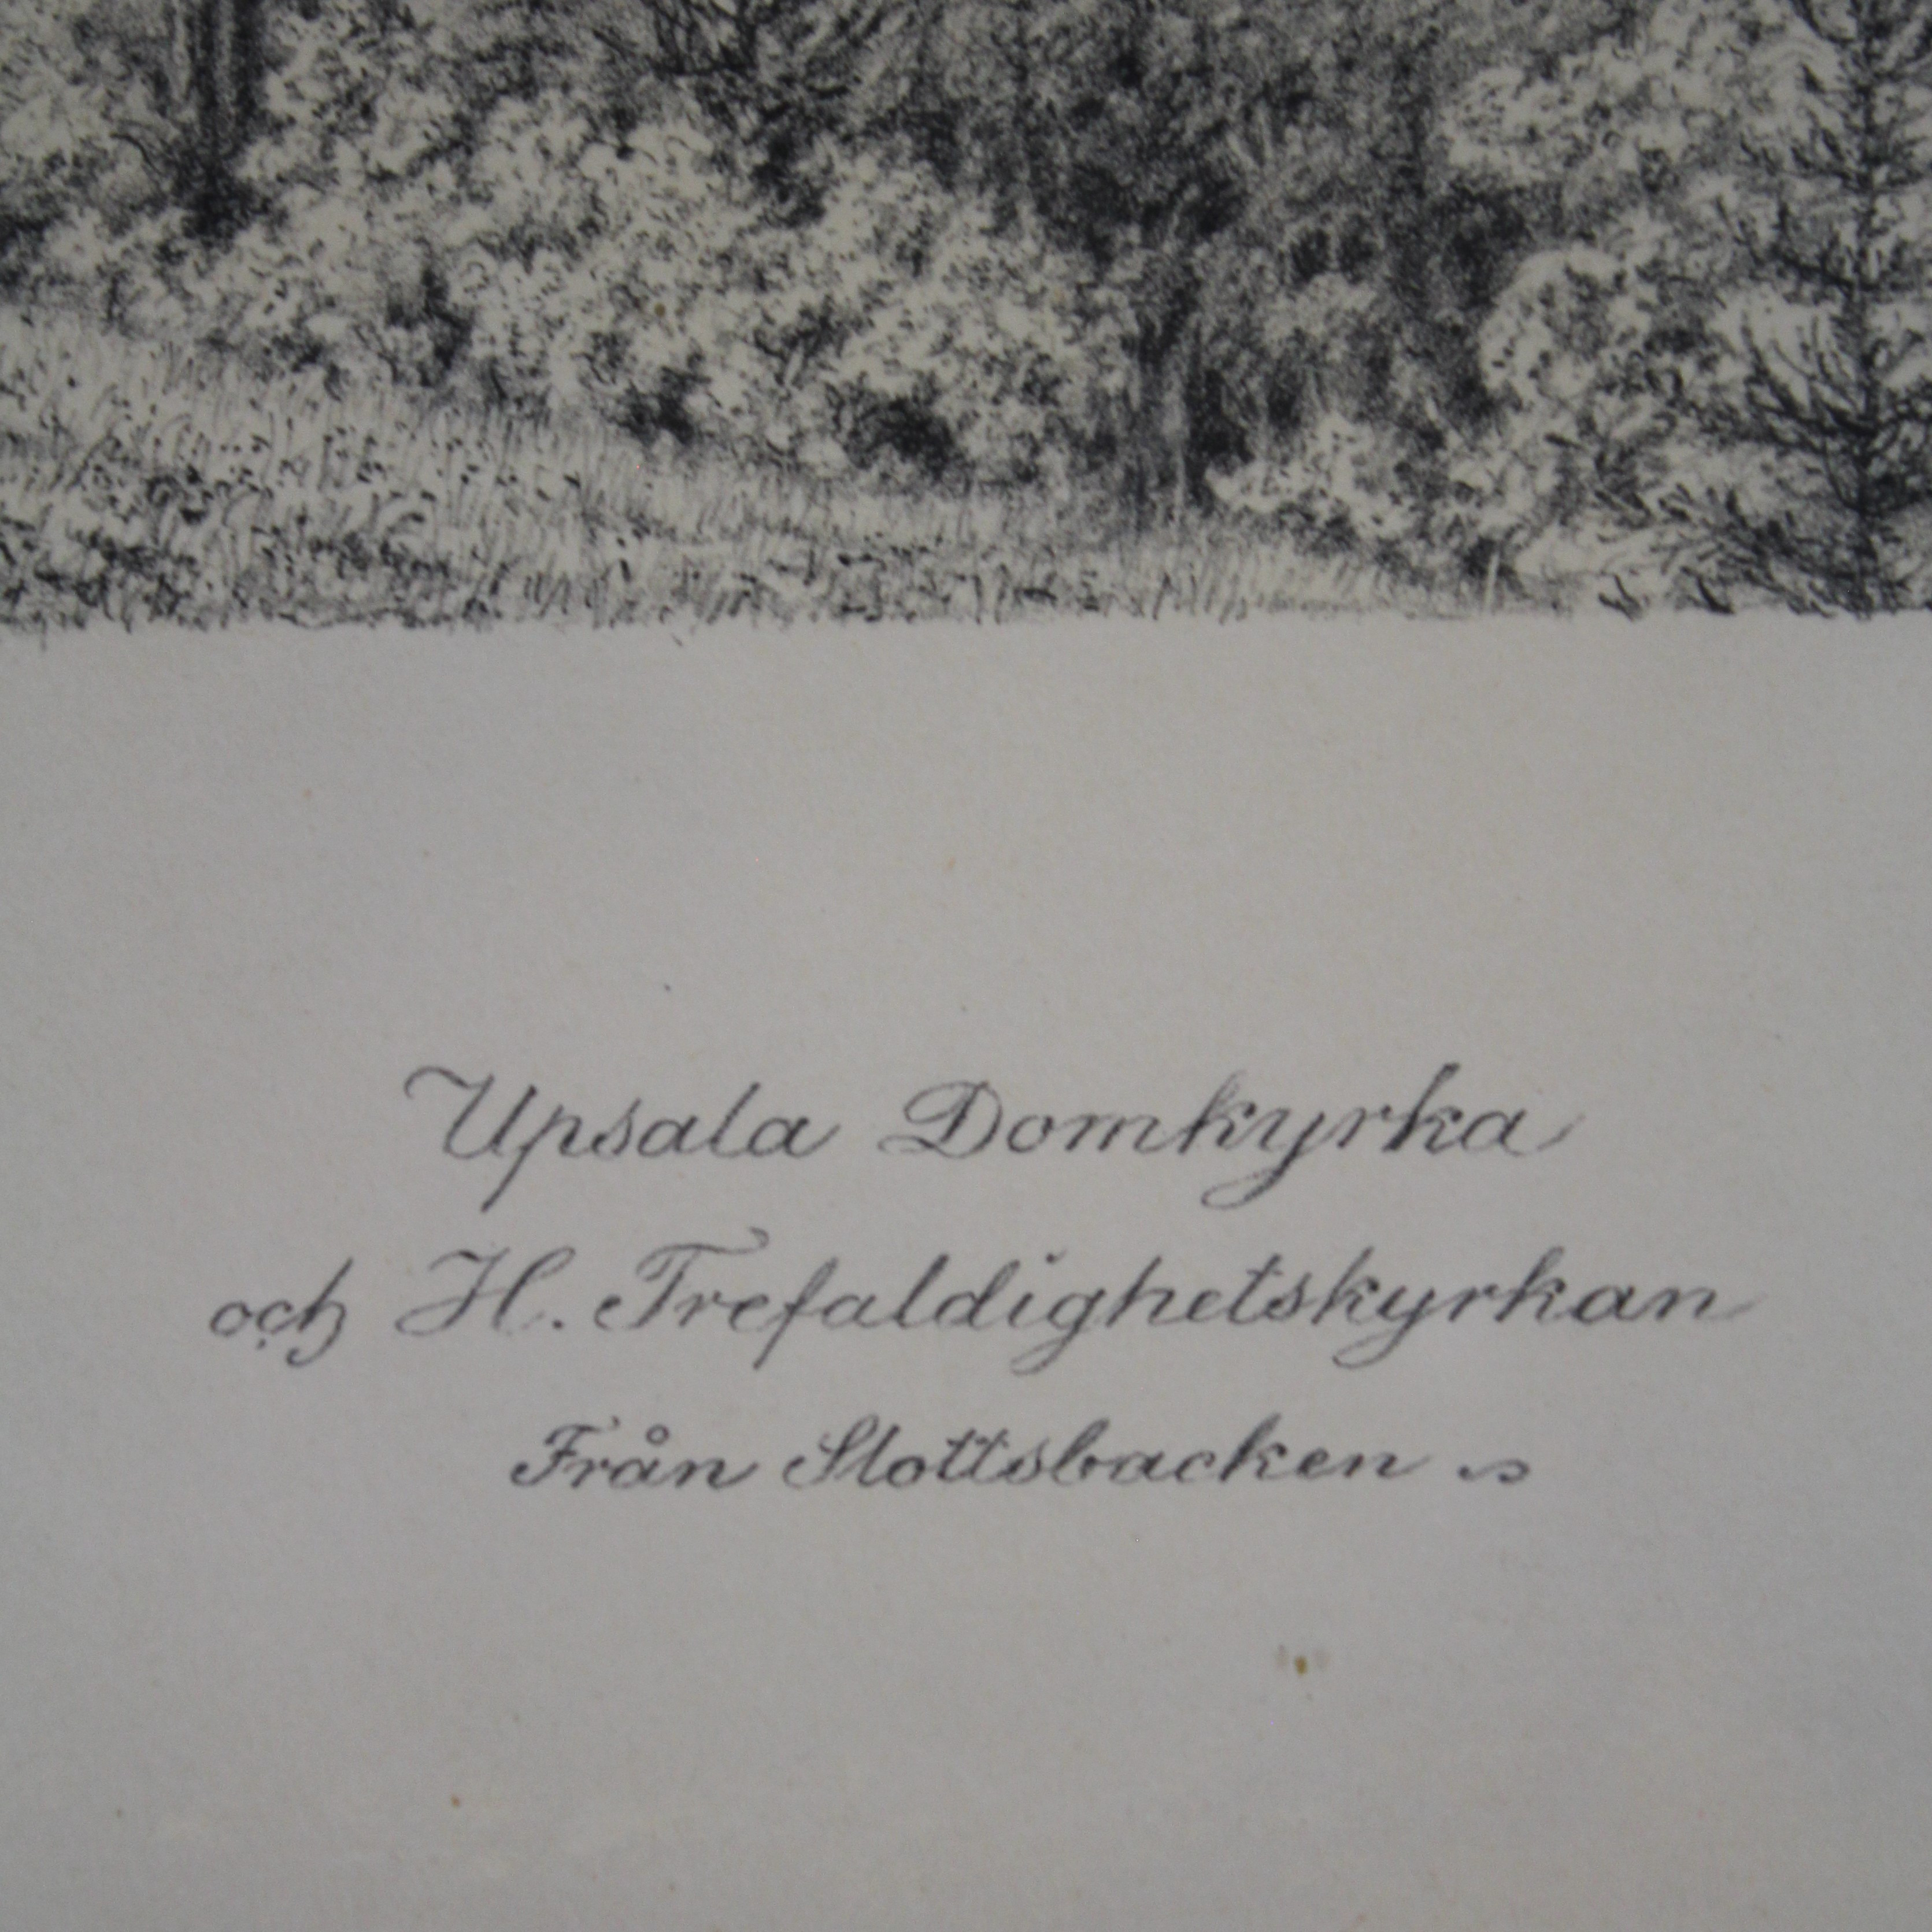 Upsala Domkyrka
och H. Trefaldighetskyrkan
Från Slottsbacken